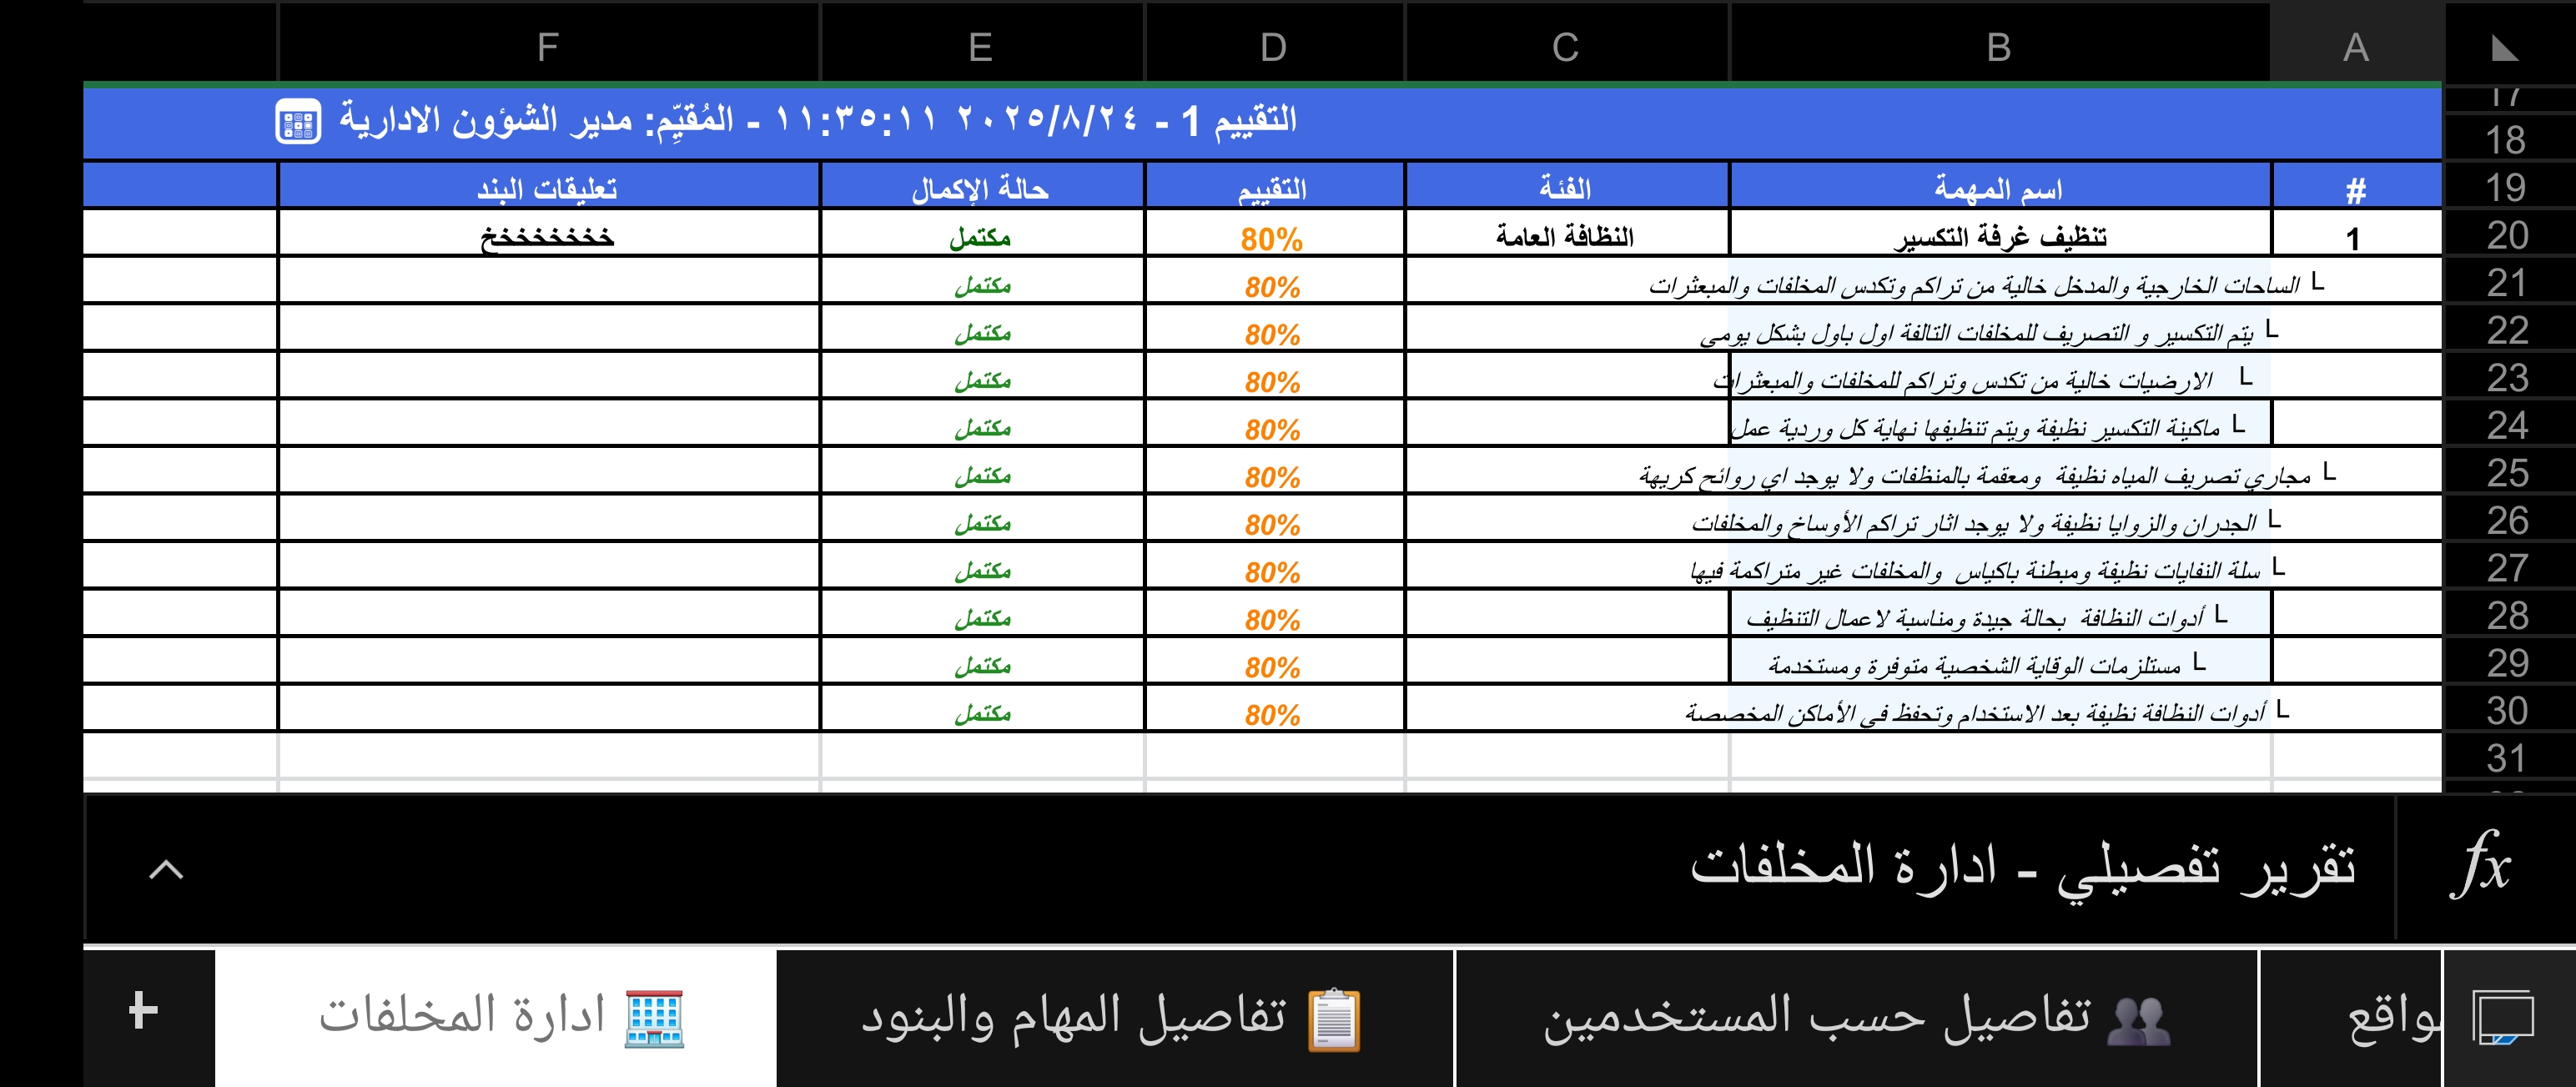 A B C D E F
17
18 التقييم 1 - ٢٠٢٥/٨/٢٤ ١١:٣٥:١١ - المُقيِّم: مدير الشؤون الادارية
19 # اسم المهمة الفئة التقييم حالة الإكمال تعليقات البند
20 1 تنظيف غرفة التكسير النظافة العامة 80% مكتمل خخخخخخخخ
21 └ الساحات الخارجية والمدخل خالية من تراكم وتكدس المخلفات والمبعثرات 80% مكتمل
22 └ يتم التكسير و التصريف للمخلفات التالفة اول باول بشكل يومي 80% مكتمل
23 └ الارضيات خالية من تكدس وتراكم للمخلفات والمبعثرات 80% مكتمل
24 └ ماكينة التكسير نظيفة ويتم تنظيفها نهاية كل وردية عمل 80% مكتمل
25 └ مجاري تصريف المياه نظيفة ومعقمة بالمنظفات ولا يوجد اي روائح كريهة 80% مكتمل
26 └ الجدران والزوايا نظيفة ولا يوجد اثار تراكم الأوساخ والمخلفات 80% مكتمل
27 └ سلة النفايات نظيفة ومبطنة باكياس والمخلفات غير متراكمة فيها 80% مكتمل
28 └ أدوات النظافة بحالة جيدة ومناسبة لاعمال التنظيف 80% مكتمل
29 └ مستلزمات الوقاية الشخصية متوفرة ومستخدمة 80% مكتمل
30 └ أدوات النظافة نظيفة بعد الاستخدام وتحفظ في الأماكن المخصصة 80% مكتمل
31
fx تقرير تفصيلي - ادارة المخلفات
واقع تفاصيل حسب المستخدمين تفاصيل المهام والبنود ادارة المخلفات +